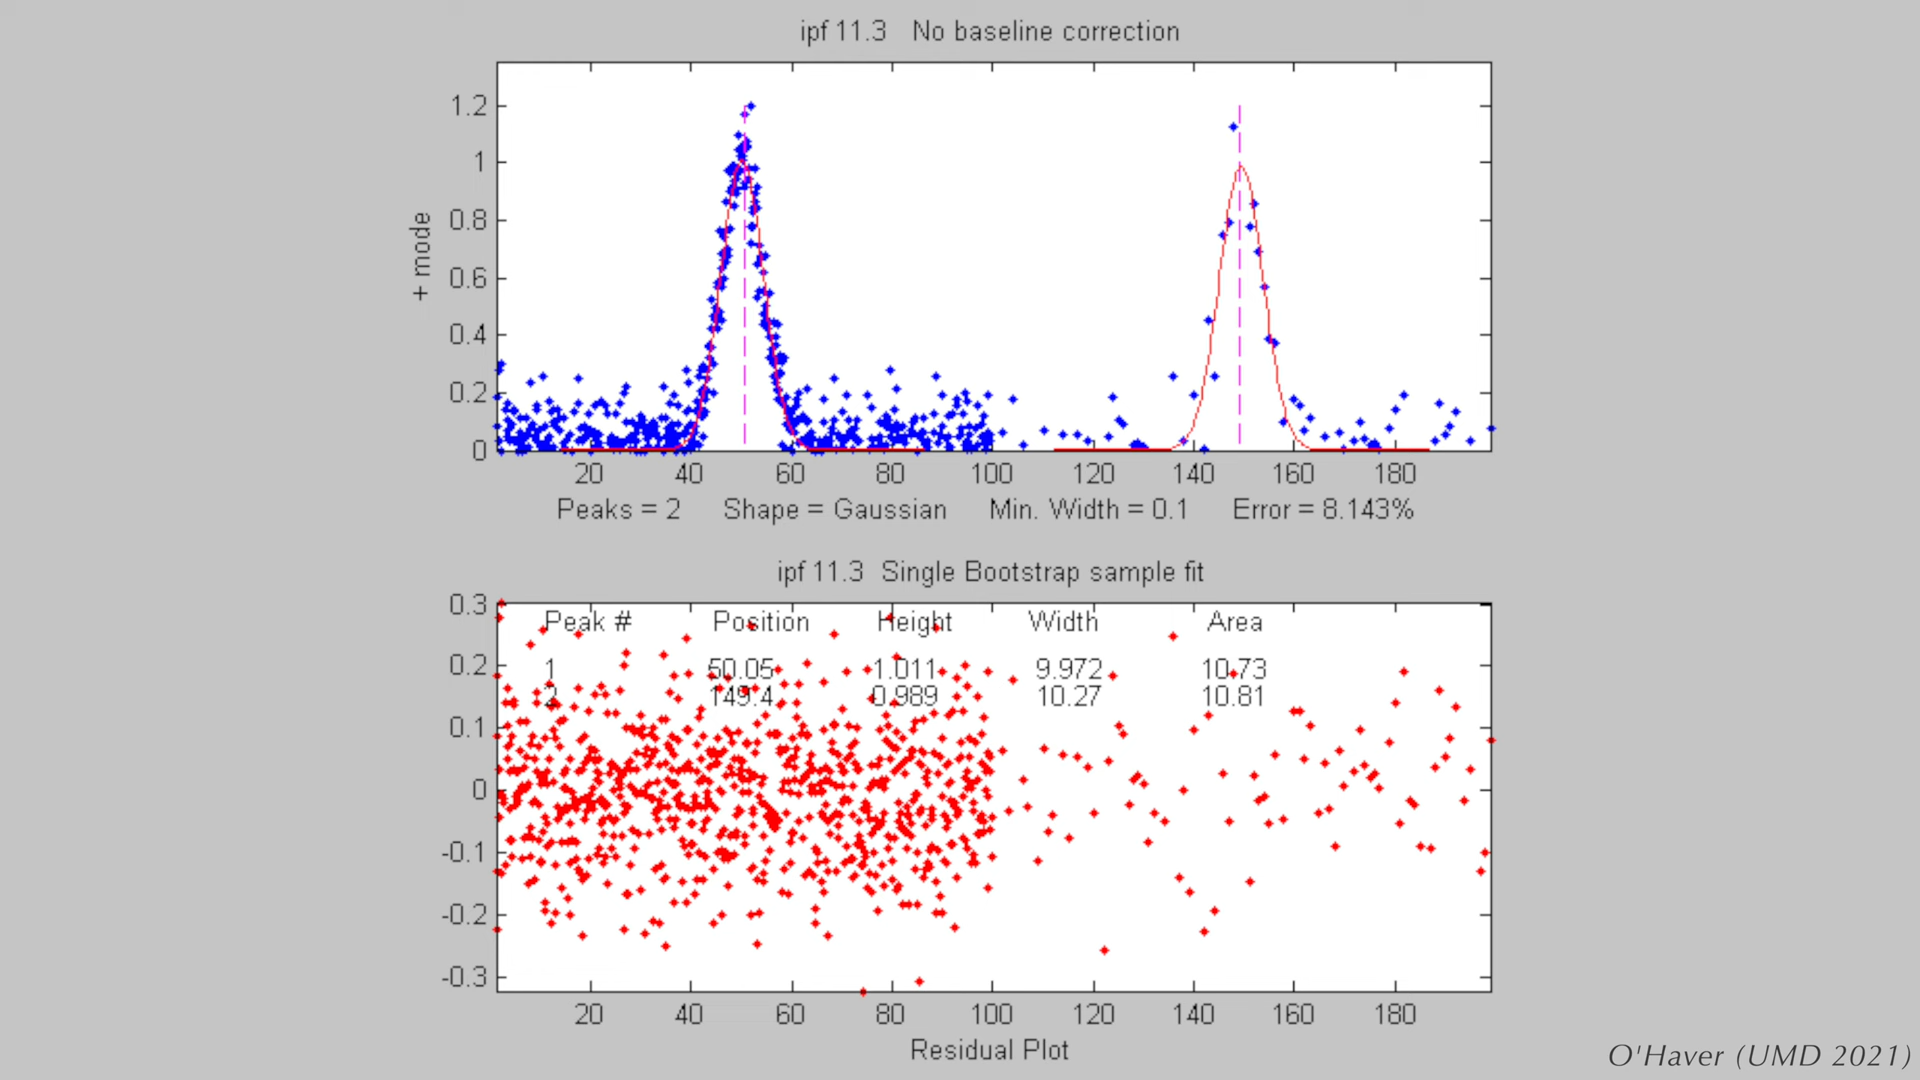 ipf 11.3 No baseline correction
+ mode
1.2
1
0.8
0.6
0.4
0.2
0
20 40 60 80 100 120 140 160 180
Peaks = 2 Shape = Gaussian Min. Width = 0.1 Error = 8.143%
ipf 11.3 Single Bootstrap sample fit
0.3
0.2
0.1
0
-0.1
-0.2
-0.3
Peak # Position Height Width Area
1 50.05 1.011 9.972 10.73
2 149.4 0.989 10.27 10.81
20 40 60 80 100 120 140 160 180
Residual Plot
O'Haver (UMD 2021)